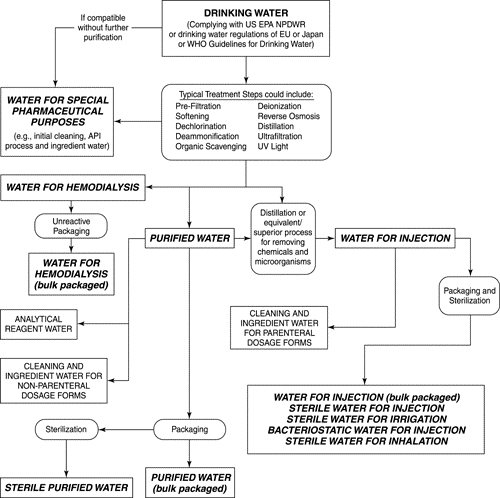 DRINKING WATER
(Complying with US EPA NPDWR
or drinking water regulations of EU or Japan
or WHO Guidelines for Drinking Water)
If compatible
without further
purification
WATER FOR SPECIAL
PHARMACEUTICAL
PURPOSES
(e.g., initial cleaning, API
process and ingredient water)
Typical Treatment Steps could include:
Pre-Filtration Deionization
Softening Reverse Osmosis
Dechlorination Distillation
Deammonification Ultrafiltration
Organic Scavenging UV Light
WATER FOR HEMODIALYSIS
Unreactive
Packaging
WATER FOR
HEMODIALYSIS
(bulk packaged)
PURIFIED WATER
Distillation or
equivalent/
superior process
for removing
chemicals and
microorganisms
WATER FOR INJECTION
Packaging and
Sterilization
ANALYTICAL
REAGENT WATER
CLEANING AND
INGREDIENT WATER
FOR PARENTERAL
DOSAGE FORMS
CLEANING AND
INGREDIENT WATER FOR
NON-PARENTERAL
DOSAGE FORMS
WATER FOR INJECTION (bulk packaged)
STERILE WATER FOR INJECTION
STERILE WATER FOR IRRIGATION
BACTERIOSTATIC WATER FOR INJECTION
STERILE WATER FOR INHALATION
Sterilization
Packaging
STERILE PURIFIED WATER
PURIFIED WATER
(bulk packaged)